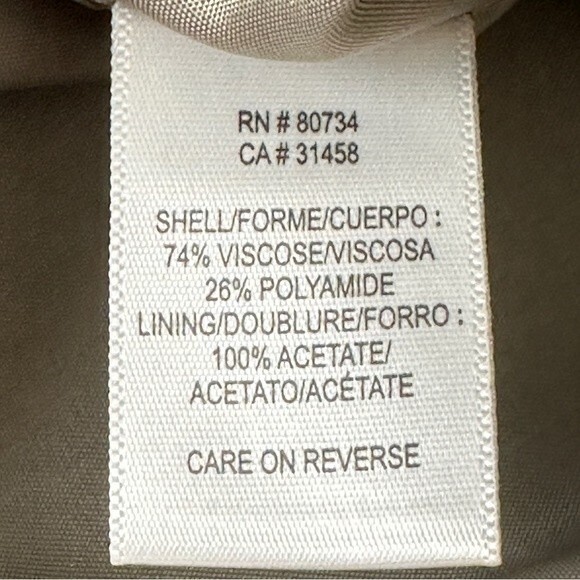 RN # 80734
CA # 31458
SHELL/FORME/CUERPO :
74% VISCOSE/VISCOSA
26% POLYAMIDE
LINING/DOUBLURE/FORRO :
100% ACETATE/
ACETATO/ACÉTATE
CARE ON REVERSE